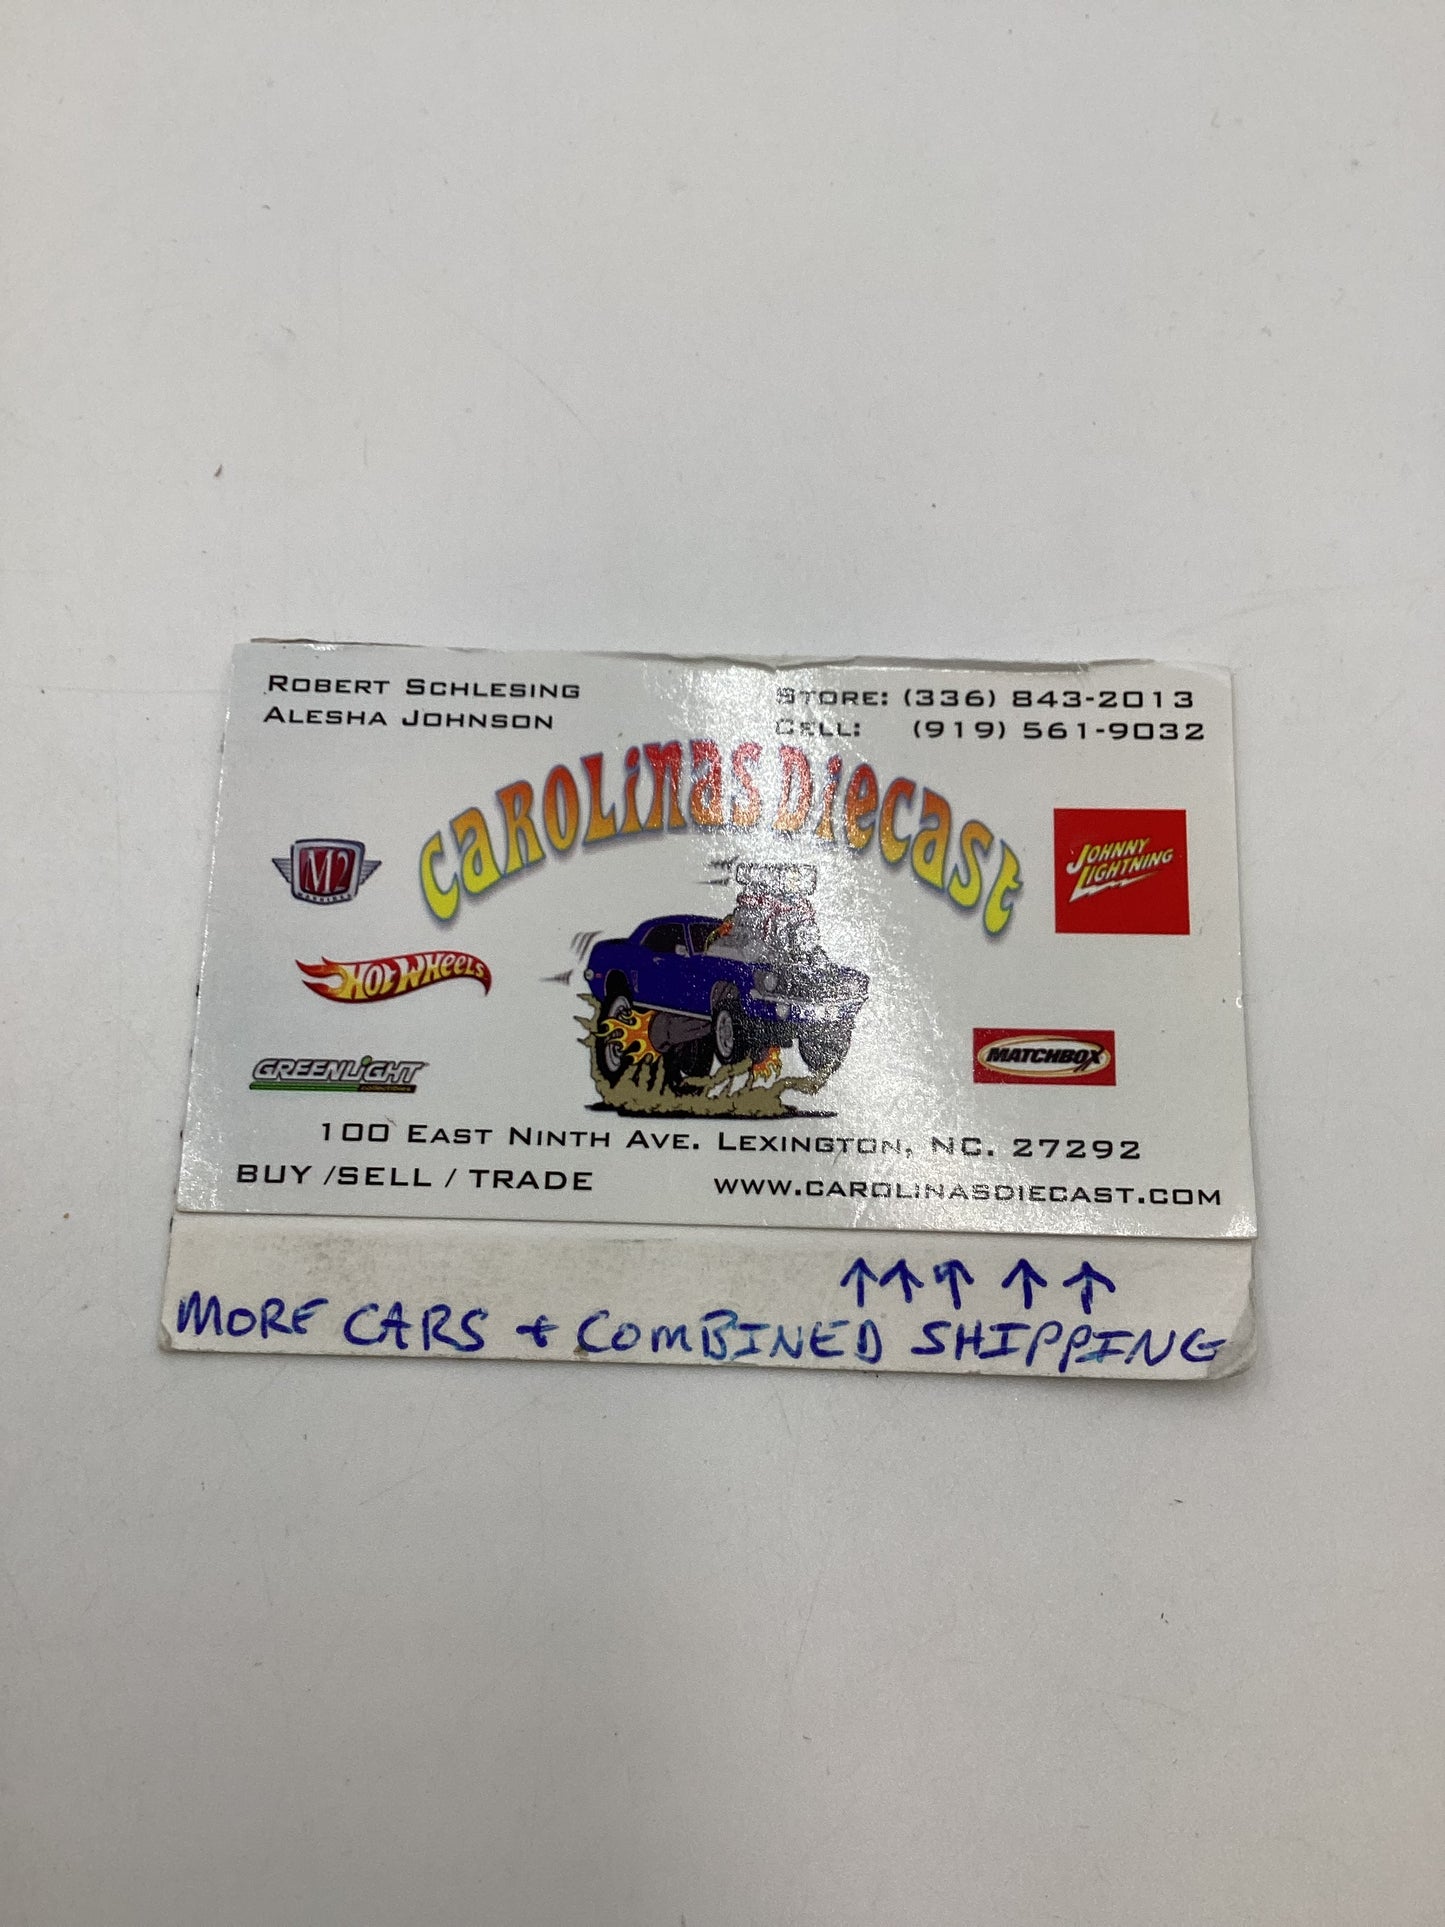 ROBERT SCHLESING
ALESHA JOHNSON
STORE: (336) 843-2013
CELL: (919) 561-9032
CAROLiNAS DiECAST
M2
JOHNNY LIGHTNING
HOT WHEELS
MATCHBOX
GREENLiGHT
100 EAST NINTH AVE. LEXINGTON, NC. 27292
BUY /SELL / TRADE
WWW.CAROLINASDIECAST.COM
↑↑↑↑↑
MORE CARS + COMBINED SHIPPING